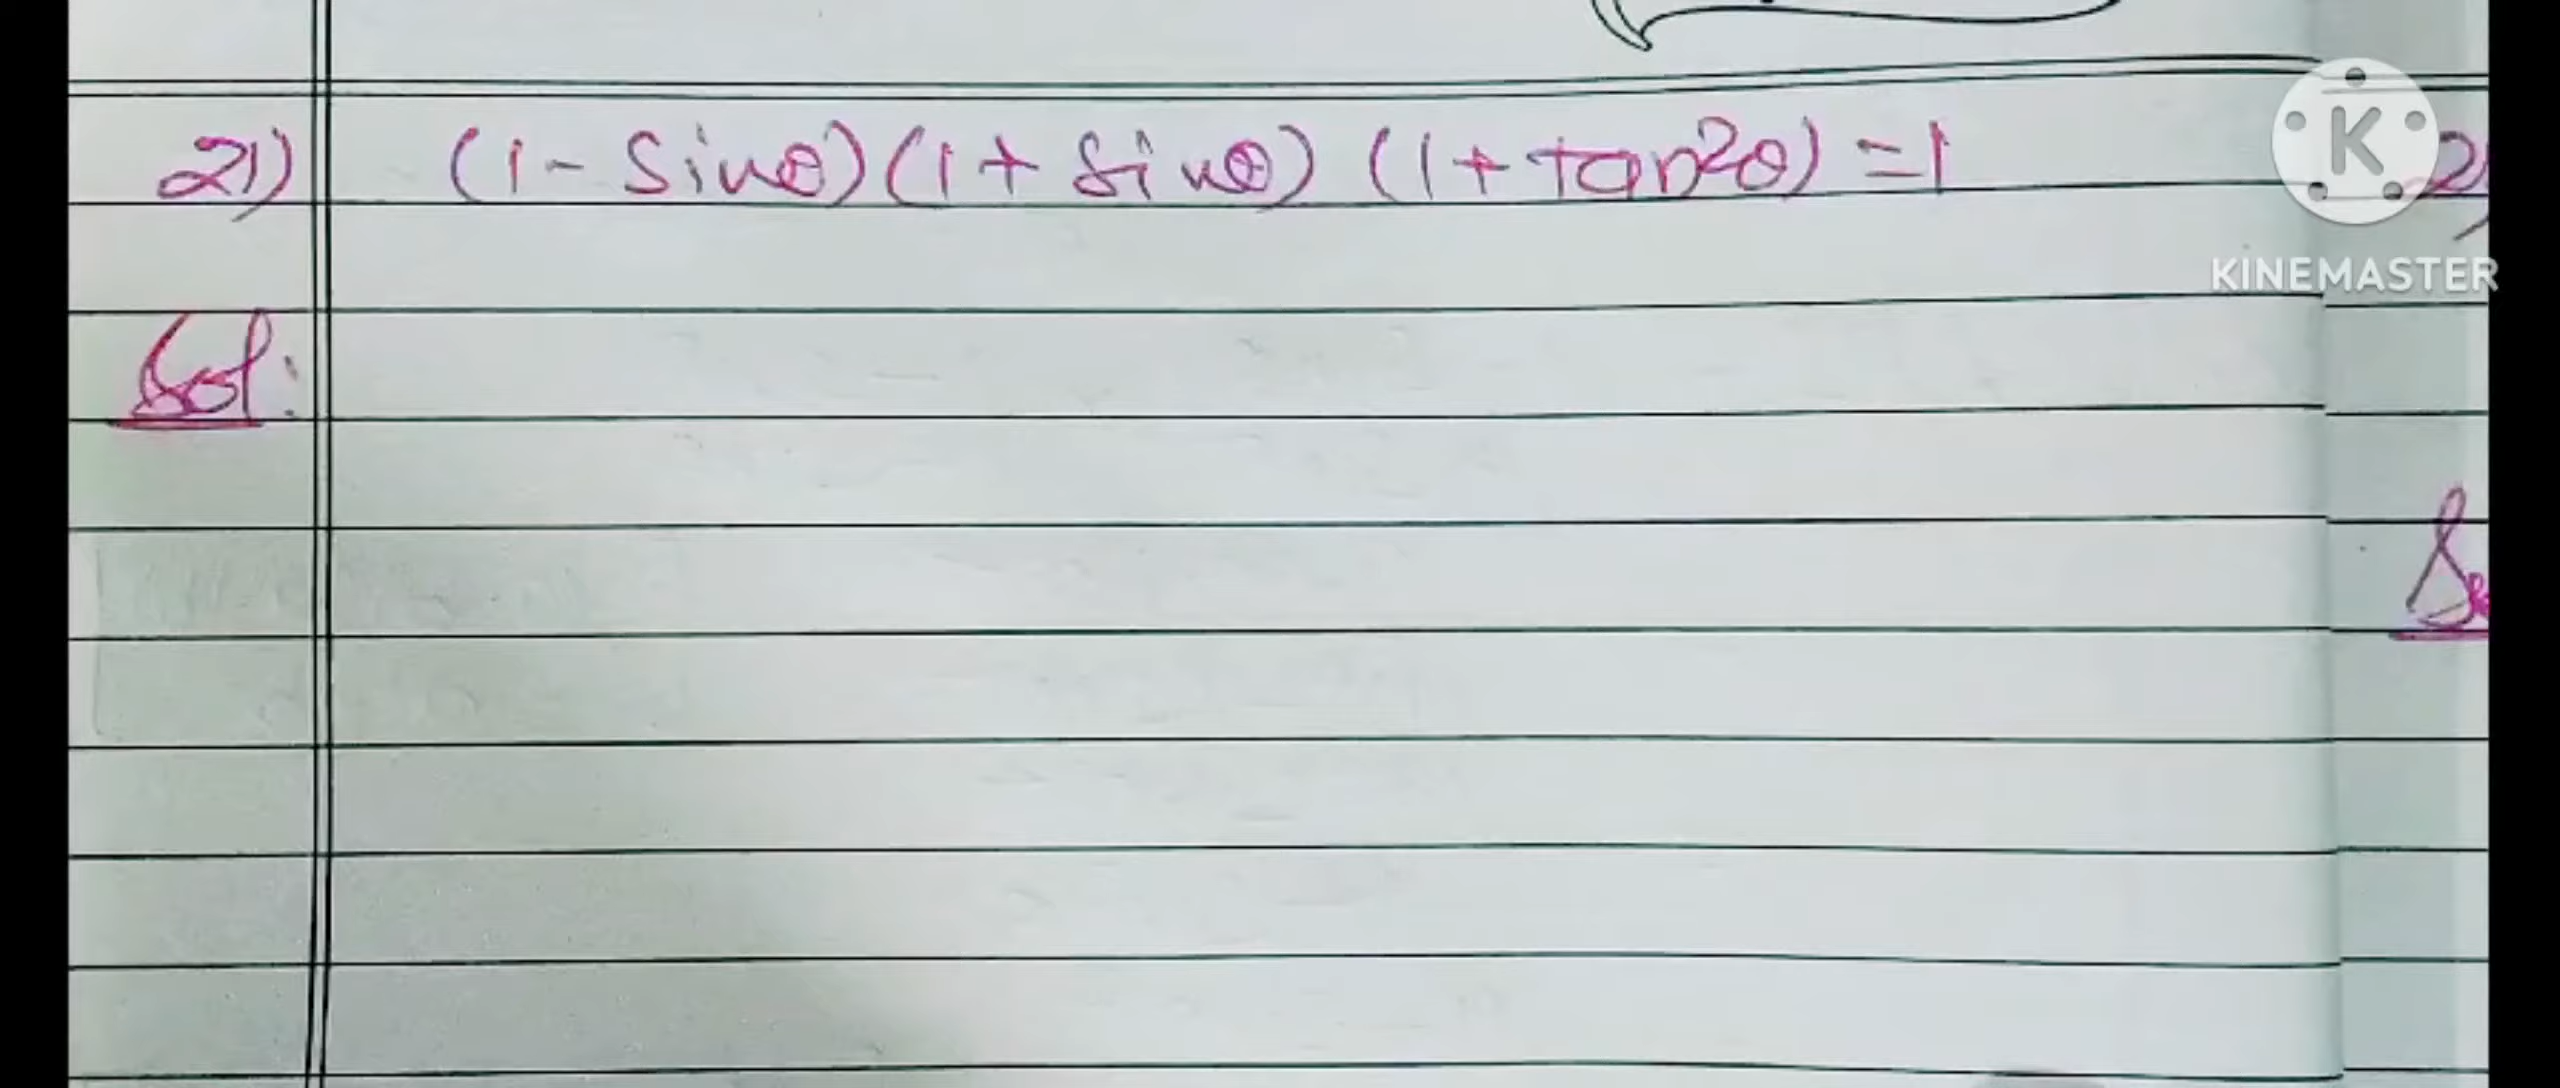 21) (1 - Sinθ) (1 + Sinθ) (1 + tan²θ) = 1
KINEMASTER
Sol: